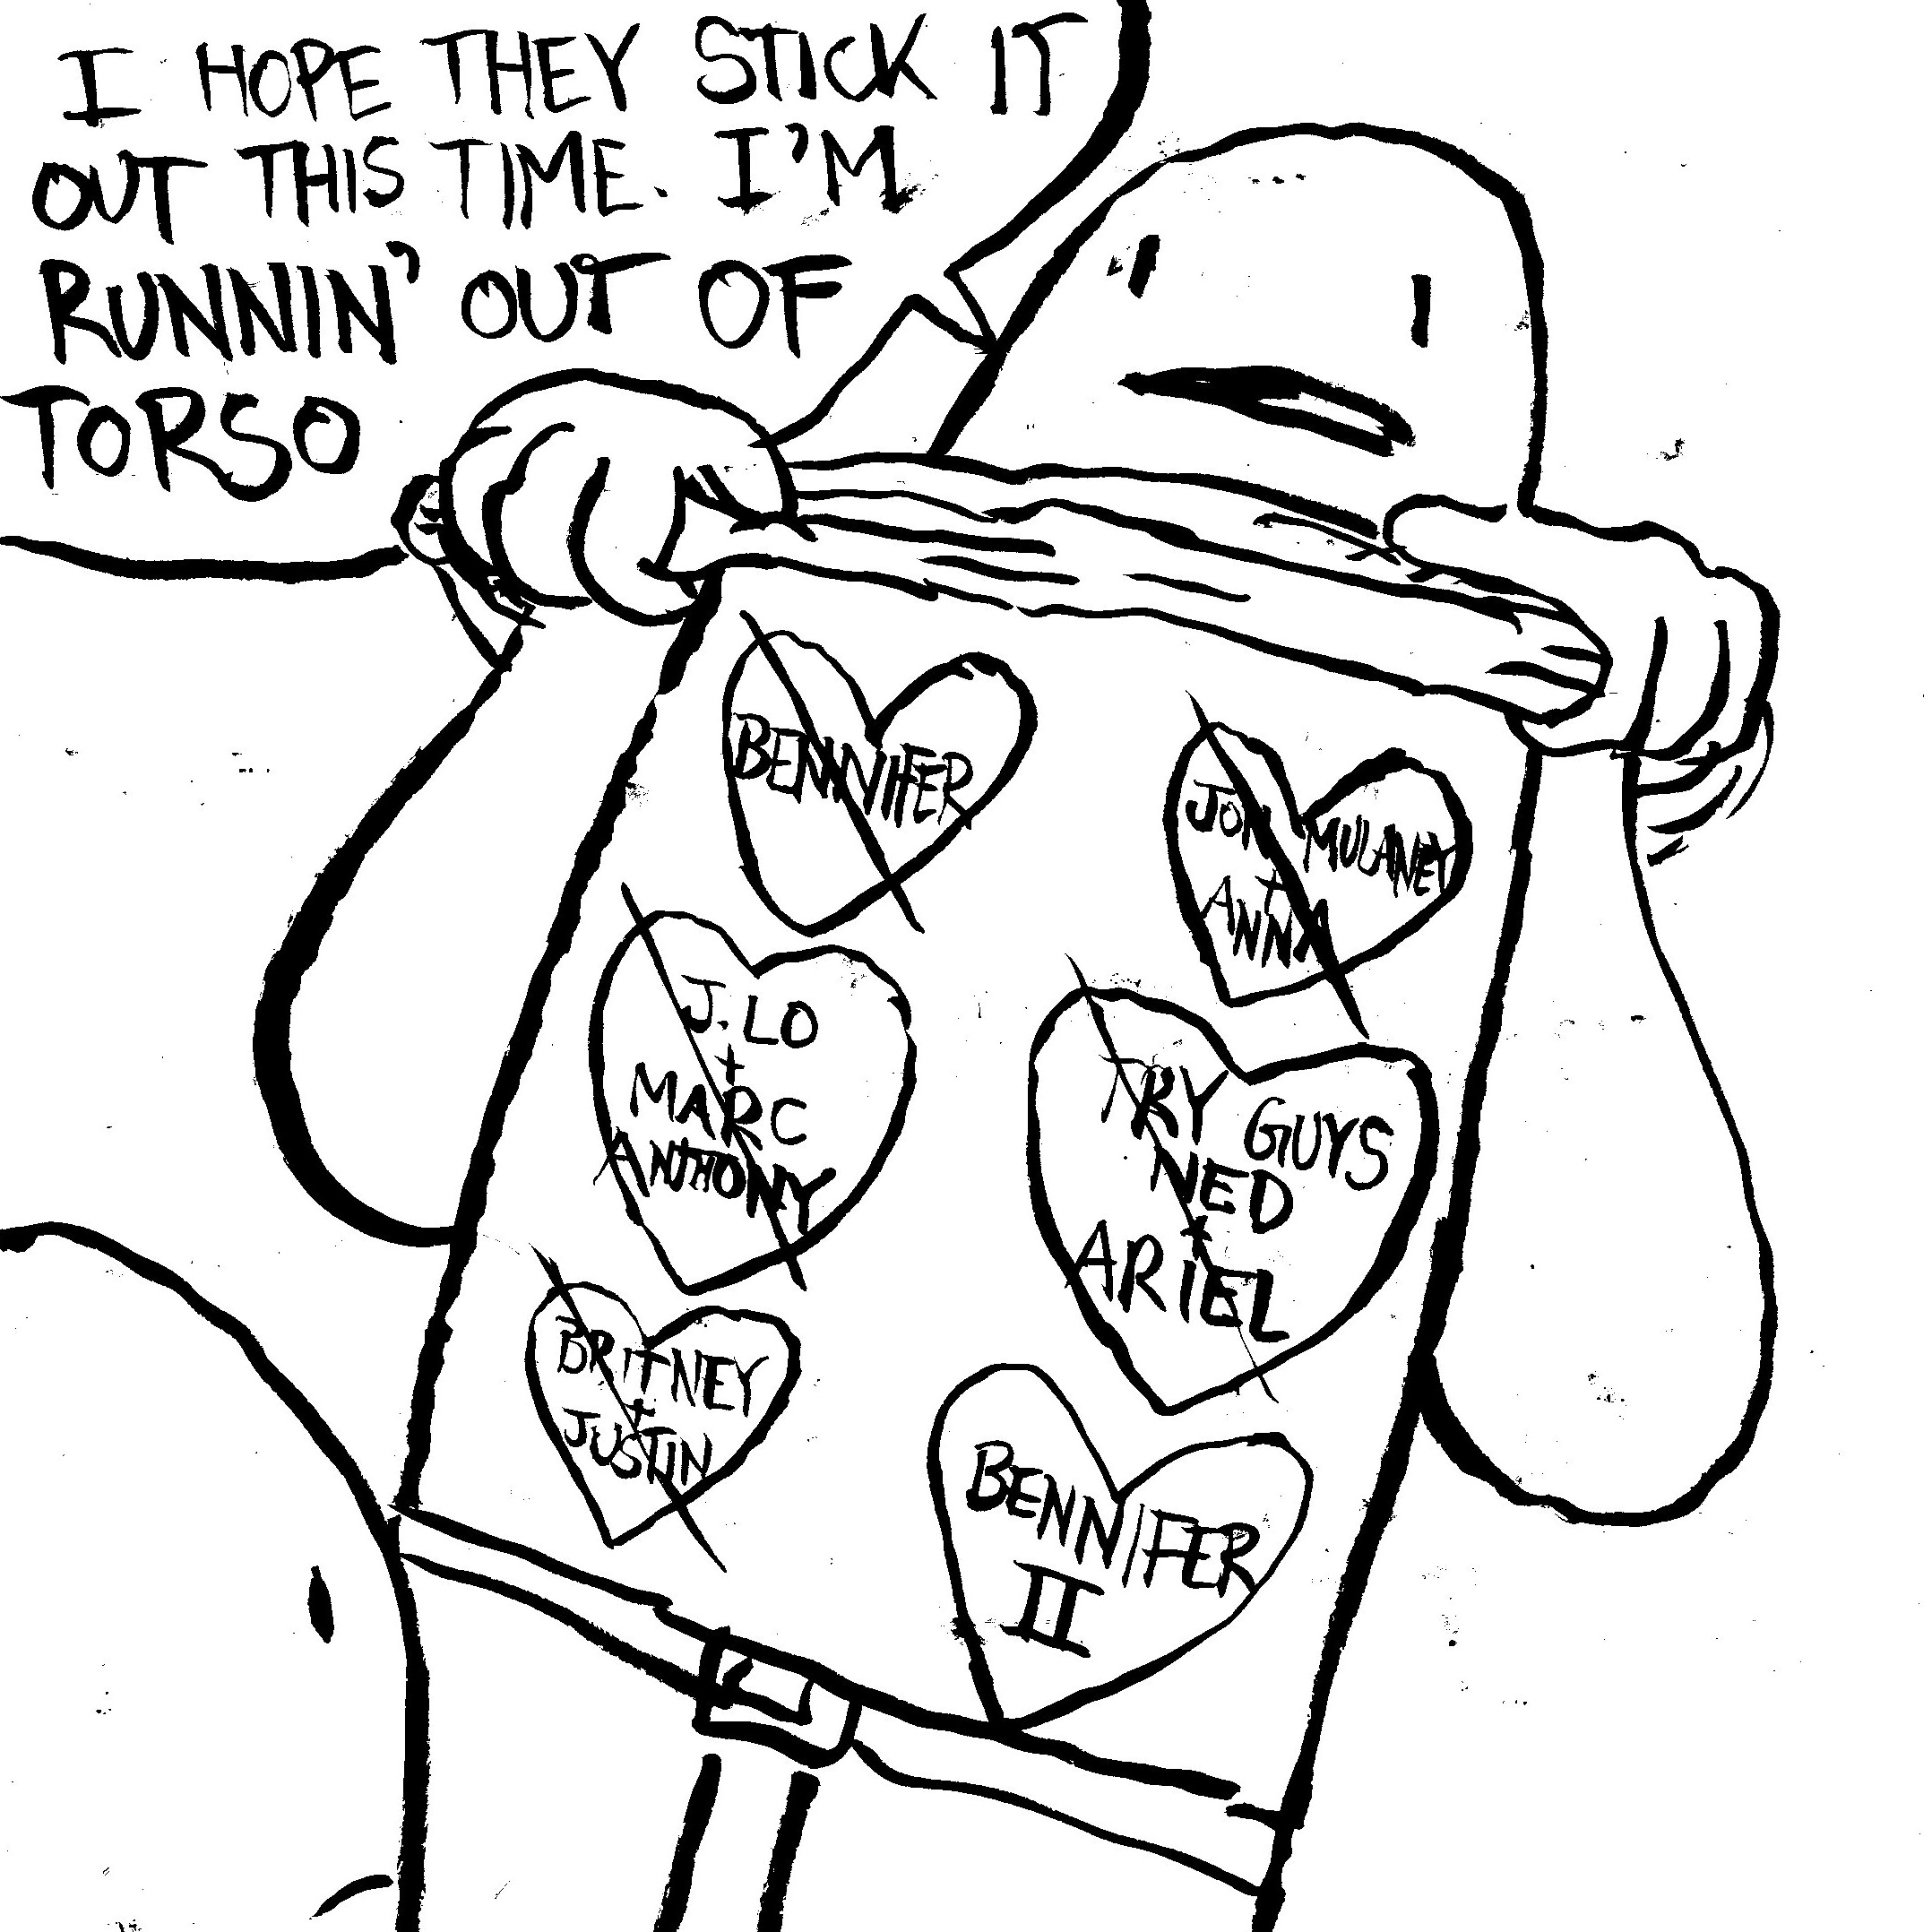 I HOPE THEY STICK IT
OUT THIS TIME. I'M
RUNNIN' OUT OF
TORSO
BENNIFER
JON MULANEY
+
ANNA
J.LO
+
MARC
ANTHONY
TRY GUYS
NED
+
ARIEL
BRITNEY
+
JUSTIN
BENNIFER
II